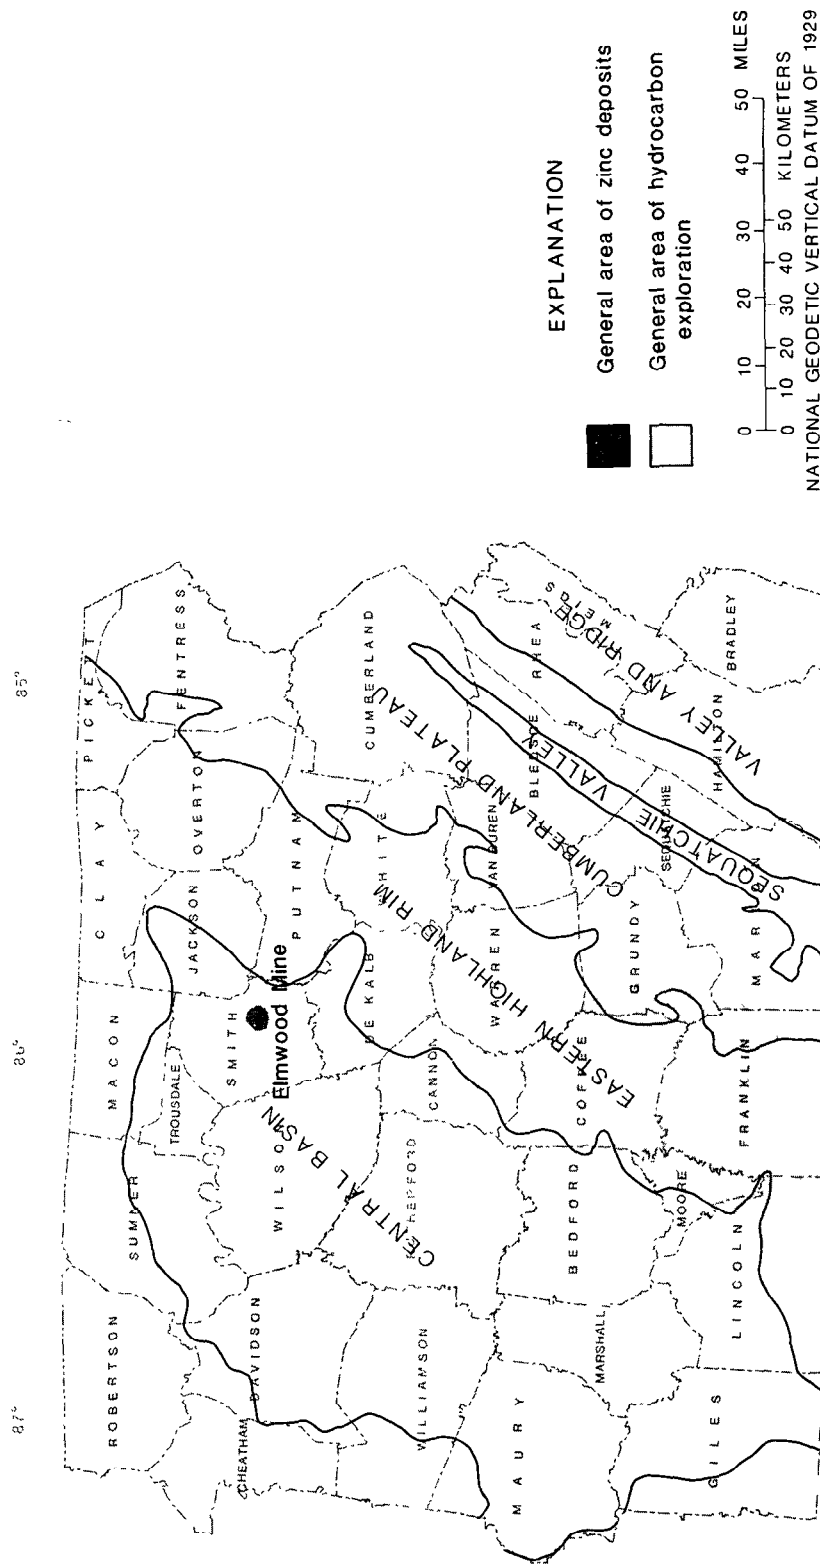 87°
86°
85°
ROBERTSON
SUMNER
MACON
CLAY
PICKETT
TROUSDALE
JACKSON
OVERTON
FENTRESS
CHEATHAM
DAVIDSON
WILSON
SMITH
PUTNAM
Elmwood Mine
CENTRAL BASIN
WILLIAMSON
DE KALB
WHITE
CUMBERLAND
CANNON
EASTERN HIGHLAND RIM
CUMBERLAND PLATEAU
MAURY
WARREN
VAN BUREN
BLEDSOE
RHEA
MEIGS
BEDFORD
COFFEE
SEQUATCHIE VALLEY
VALLEY AND RIDGE
MARSHALL
MOORE
GRUNDY
SEQUATCHIE
HAMILTON
BRADLEY
GILES
LINCOLN
FRANKLIN
MARION
EXPLANATION
General area of zinc deposits
General area of hydrocarbon
exploration
0 10 20 30 40 50 MILES
0 10 20 30 40 50 KILOMETERS
NATIONAL GEODETIC VERTICAL DATUM OF 1929